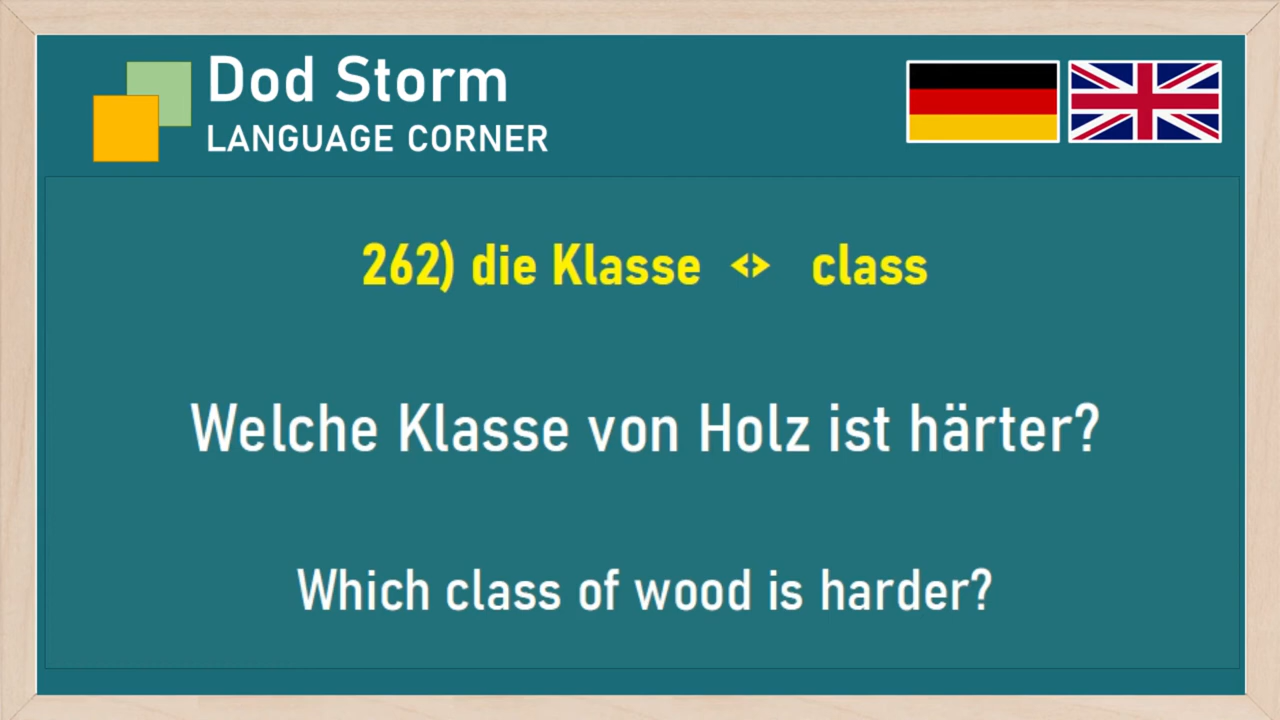 Dod Storm
LANGUAGE CORNER
262) die Klasse <> class
Welche Klasse von Holz ist härter?
Which class of wood is harder?